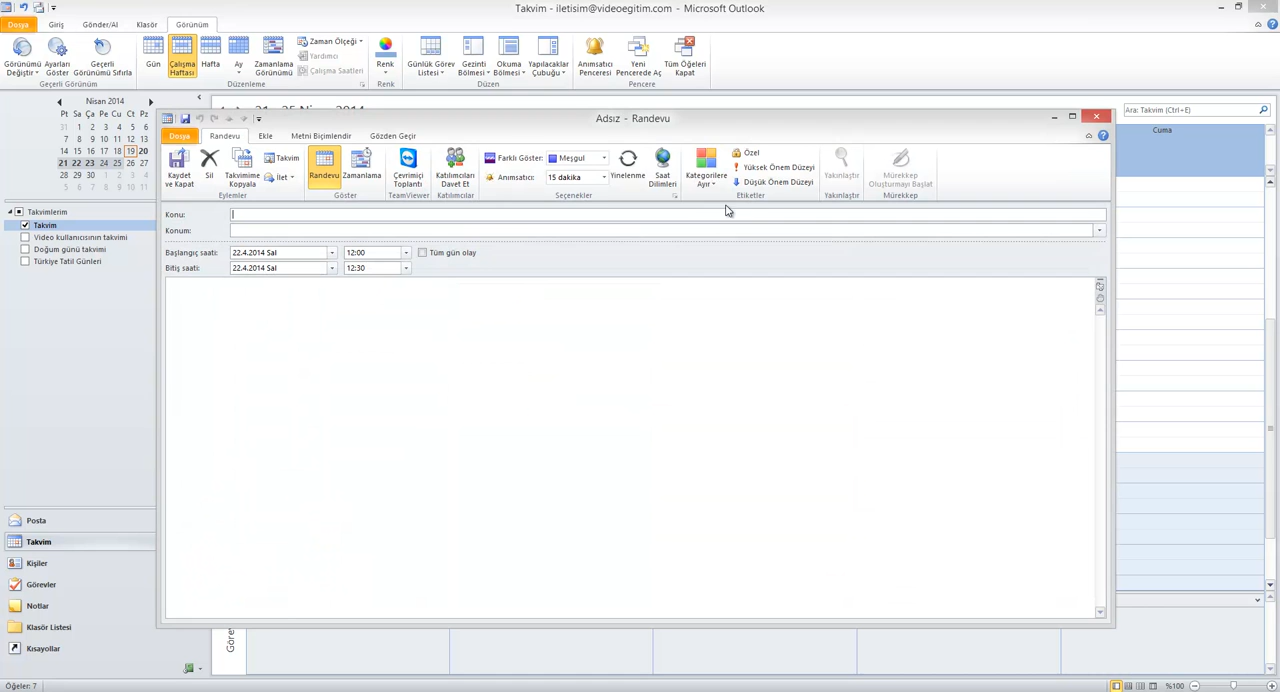 Takvim - iletisim@videoegitim.com - Microsoft Outlook
Dosya Giriş Gönder/Al Klasör Görünüm
Görünümü Değiştir Ayarları Göster Geçerli Görünümü Sıfırla
Gün Çalışma Haftası Hafta Ay Zamanlama Görünümü
Zaman Ölçeği
Yardımcı
Çalışma Saatleri
Renk
Günlük Görev Listesi Gezinti Bölmesi Okuma Bölmesi Yapılacaklar Çubuğu
Anımsatıcı Penceresi Yeni Pencerede Aç Tüm Öğeleri Kapat
Geçerli Görünüm Düzenleme Renk Düzen Pencere
Nisan 2014
Pt Sa Ça Pe Cu Ct Pz
31 1 2 3 4 5 6
7 8 9 10 11 12 13
14 15 16 17 18 19 20
21 22 23 24 25 26 27
28 29 30 1 2 3 4
5 6 7 8 9 10 11
Takvimlerim
Takvim
Video kullanıcısının takvimi
Doğum günü takvimi
Türkiye Tatil Günleri
Posta
Takvim
Kişiler
Görevler
Notlar
Klasör Listesi
Kısayollar
Öğeler: 7
21 - 25 Nisan 2014
Ara: Takvim (Ctrl+E)
Cuma
Adsız - Randevu
Dosya Randevu Ekle Metni Biçimlendir Gözden Geçir
Kaydet ve Kapat Sil Takvimime Kopyala
Takvim
İlet
Randevu Zamanlama
Çevrimiçi Toplantı
Katılımcıları Davet Et
Farklı Göster: Meşgul
Anımsatıcı: 15 dakika
Yinelenme Saat Dilimleri
Kategorilere Ayır
Özel
Yüksek Önem Düzeyi
Düşük Önem Düzeyi
Yakınlaştır
Mürekkep Oluşturmayı Başlat
Eylemler Göster TeamViewer Katılımcılar Seçenekler Etiketler Yakınlaştır Mürekkep
Konu:
Konum:
Başlangıç saati: 22.4.2014 Sal 12:00 Tüm gün olay
Bitiş saati: 22.4.2014 Sal 12:30
%100